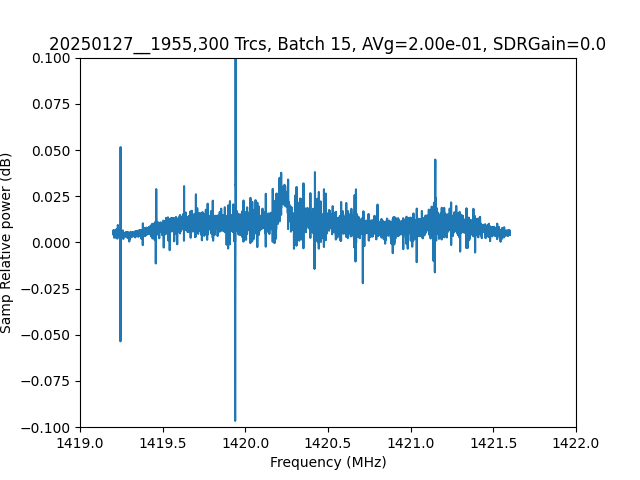 20250127__1955,300 Trcs, Batch 15, AVg=2.00e-01, SDRGain=0.0
0.100
0.075
0.050
0.025
0.000
−0.025
−0.050
−0.075
−0.100
Samp Relative power (dB)
1419.0 1419.5 1420.0 1420.5 1421.0 1421.5 1422.0
Frequency (MHz)